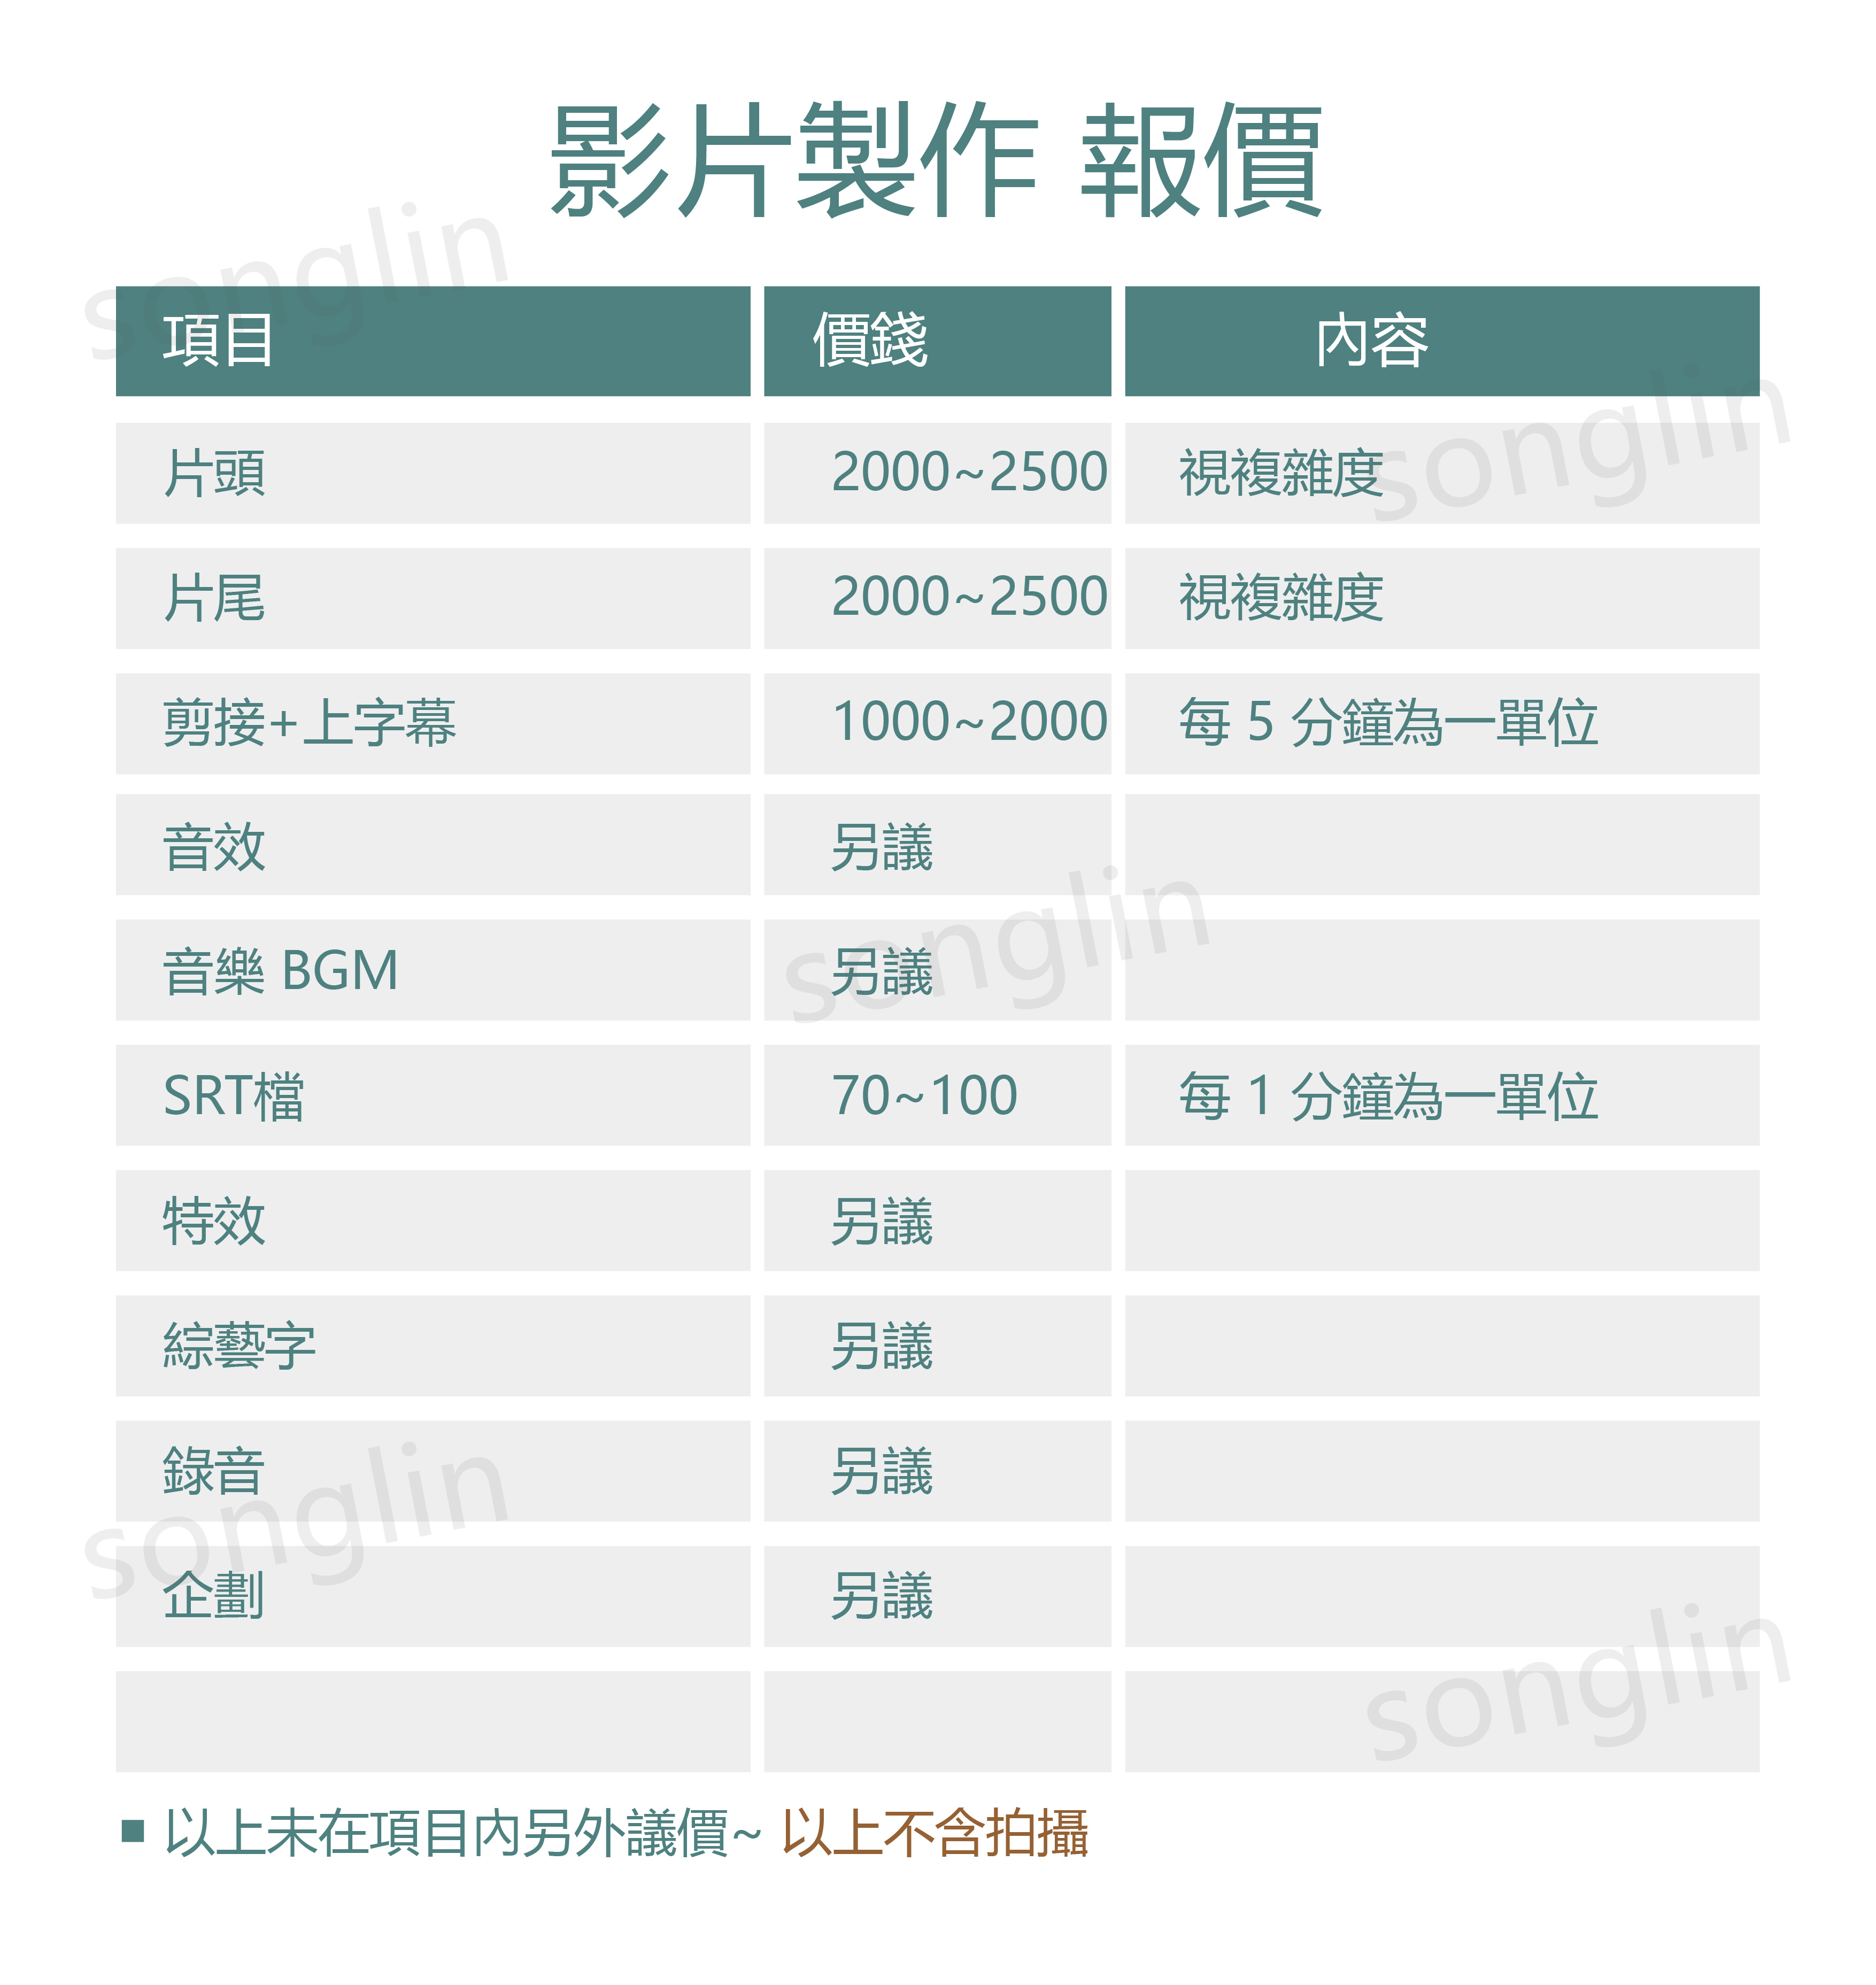 影片製作 報價
項目 價錢 內容
片頭 2000~2500 視複雜度
片尾 2000~2500 視複雜度
剪接+上字幕 1000~2000 每 5 分鐘為一單位
音效 另議
音樂 BGM 另議
SRT檔 70~100 每 1 分鐘為一單位
特效 另議
綜藝字 另議
錄音 另議
企劃 另議
■ 以上未在項目內另外議價~ 以上不含拍攝
songlin
songlin
songlin
songlin
songlin